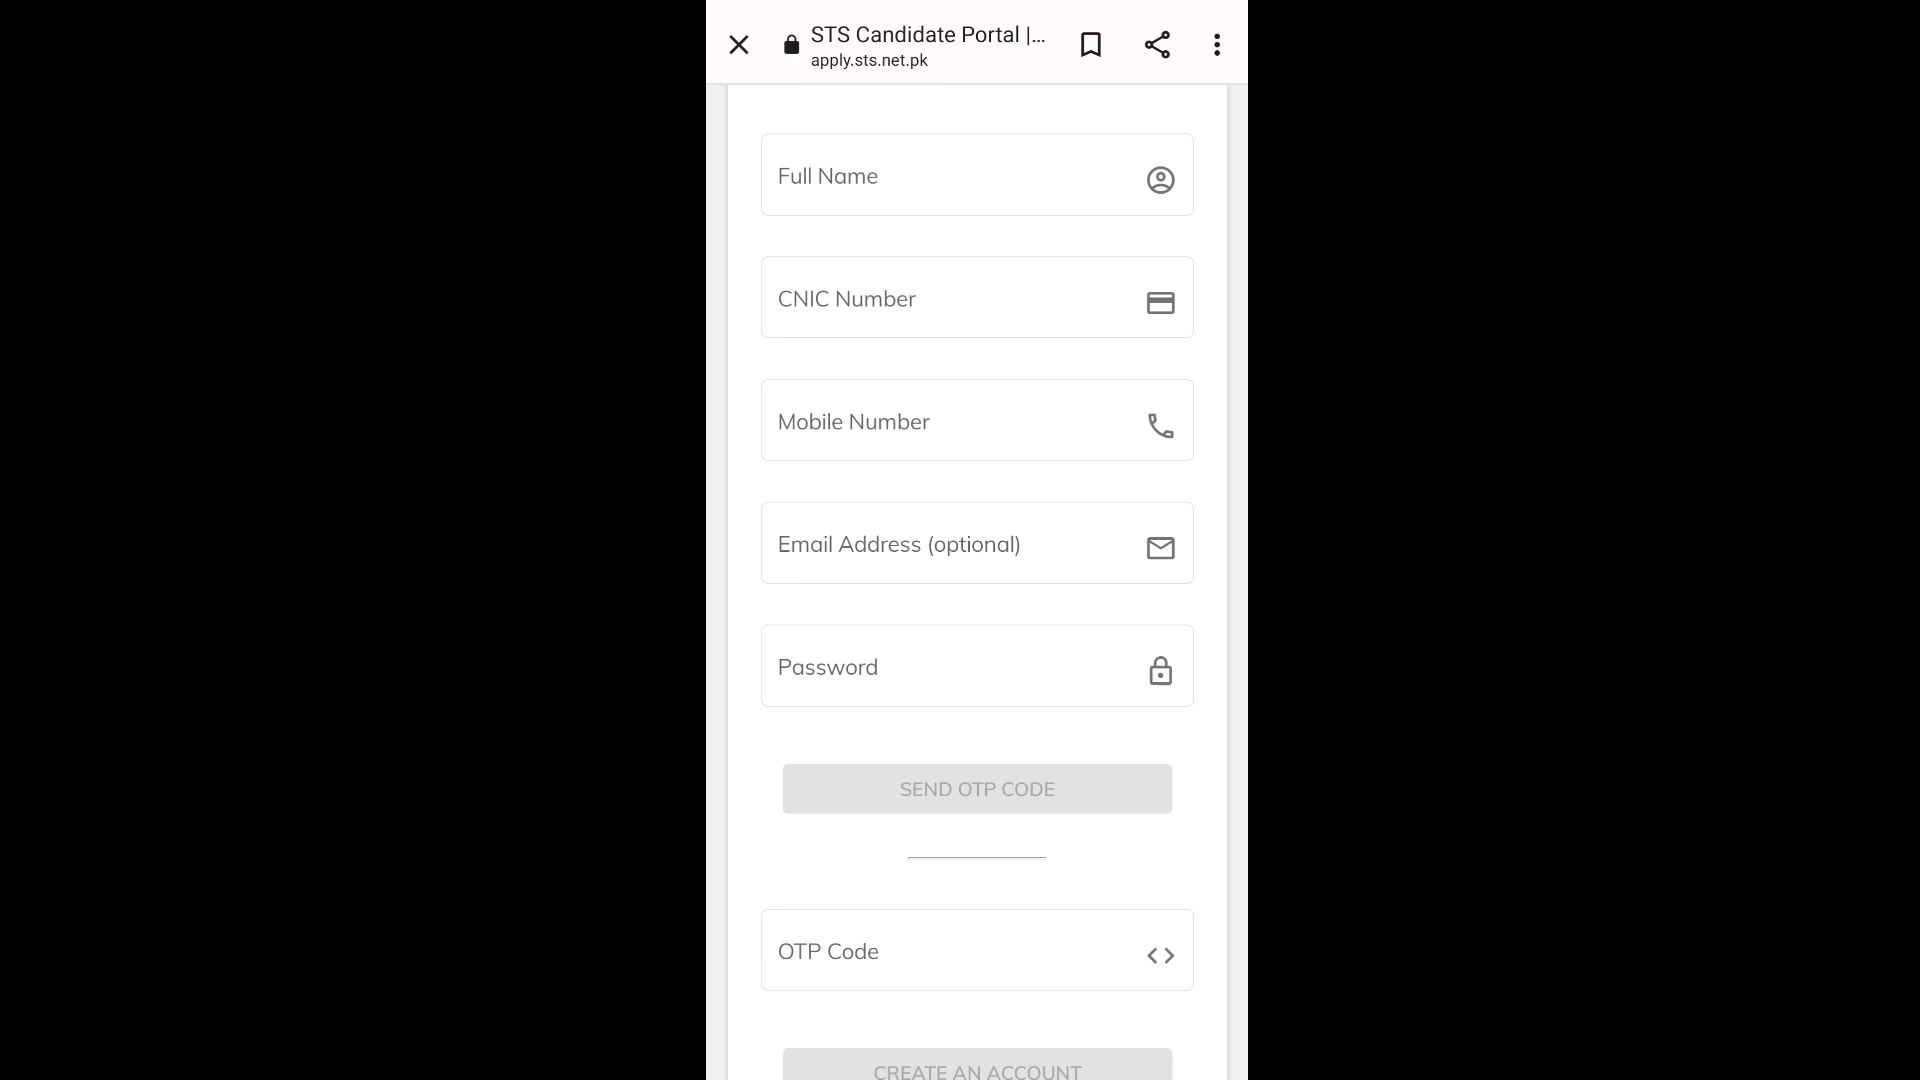 STS Candidate Portal |...
apply.sts.net.pk
Full Name
CNIC Number
Mobile Number
Email Address (optional)
Password
SEND OTP CODE
OTP Code
CREATE AN ACCOUNT